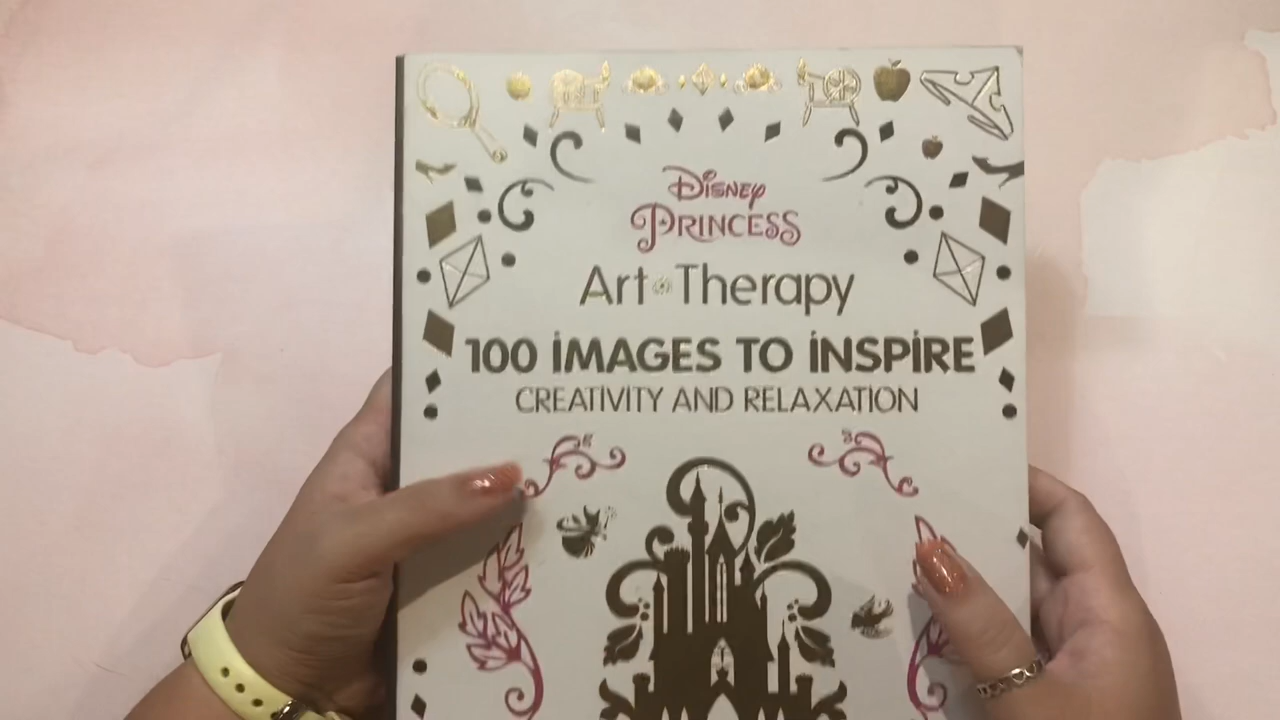 Disney
PRINCESS
Art Therapy
100 IMAGES TO INSPIRE
CREATIVITY AND RELAXATION